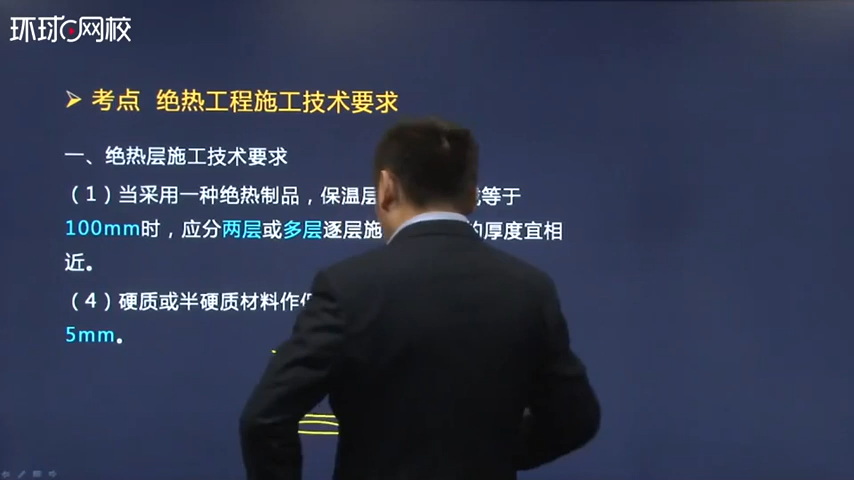 环球网校
考点 绝热工程施工技术要求
一、绝热层施工技术要求
（1）当采用一种绝热制品，保温层 等于
100mm时，应分两层或多层逐层施 的厚度宜相
近。
（4）硬质或半硬质材料作
5mm。